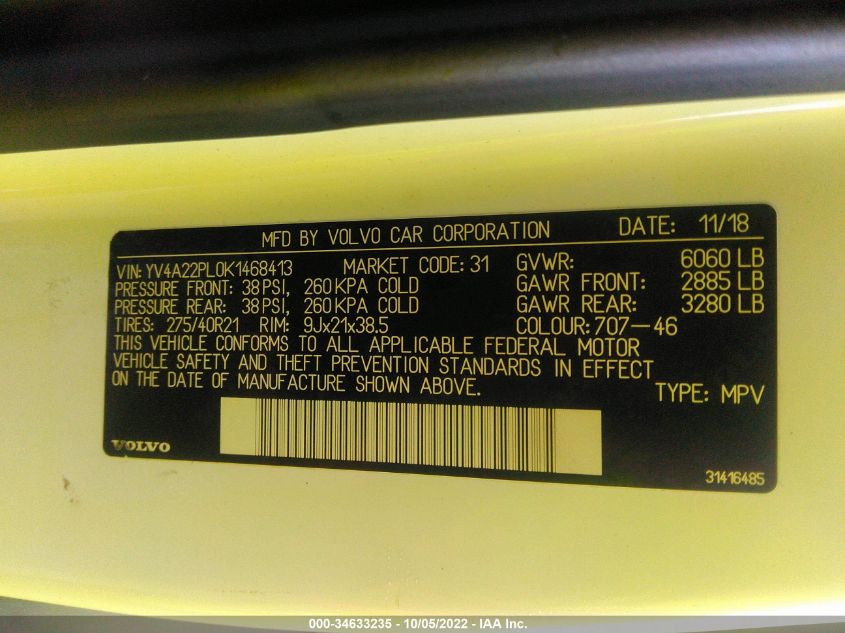 MFD BY VOLVO CAR CORPORATION DATE: 11/18
VIN: YV4A22PL0K1468413 MARKET CODE: 31 GVWR: 6060 LB
PRESSURE FRONT: 38 PSI, 260 KPA COLD GAWR FRONT: 2885 LB
PRESSURE REAR: 38 PSI, 260 KPA COLD GAWR REAR: 3280 LB
TIRES: 275/40R21 RIM: 9Jx21x38.5 COLOUR: 707-46
THIS VEHICLE CONFORMS TO ALL APPLICABLE FEDERAL MOTOR
VEHICLE SAFETY AND THEFT PREVENTION STANDARDS IN EFFECT
ON THE DATE OF MANUFACTURE SHOWN ABOVE. TYPE: MPV
VOLVO
31416485
000-34633235 - 10/05/2022 - IAA Inc.